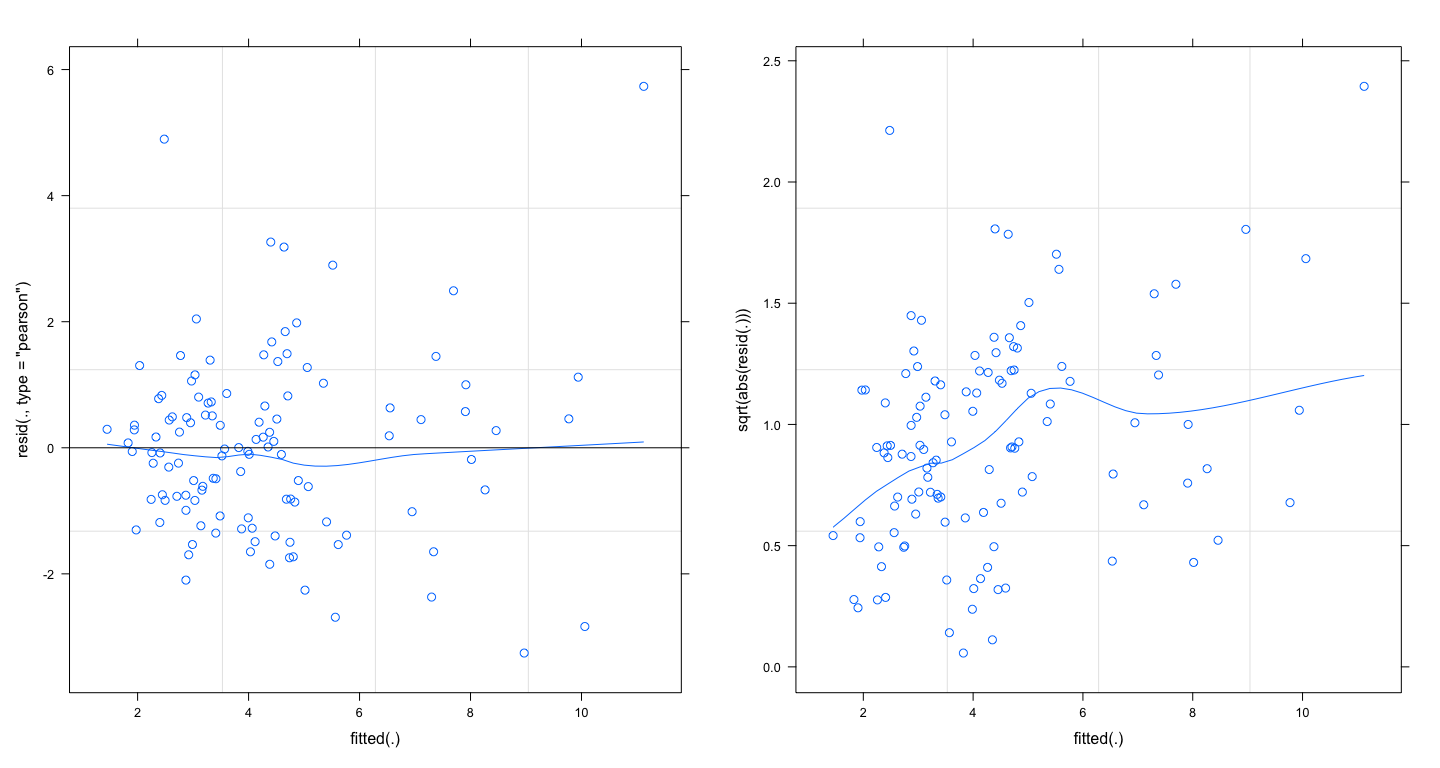 resid(., type = "pearson")
6
4
2
0
-2
2 4 6 8 10
fitted(.)
sqrt(abs(resid(.)))
2.5
2.0
1.5
1.0
0.5
0.0
2 4 6 8 10
fitted(.)